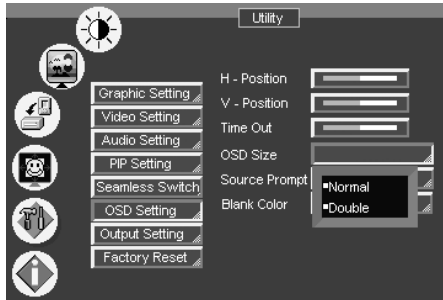 Utility
Graphic Setting
Video Setting
Audio Setting
PIP Setting
Seamless Switch
OSD Setting
Output Setting
Factory Reset
H - Position
V - Position
Time Out
OSD Size
Source Prompt
Blank Color
Normal
Double